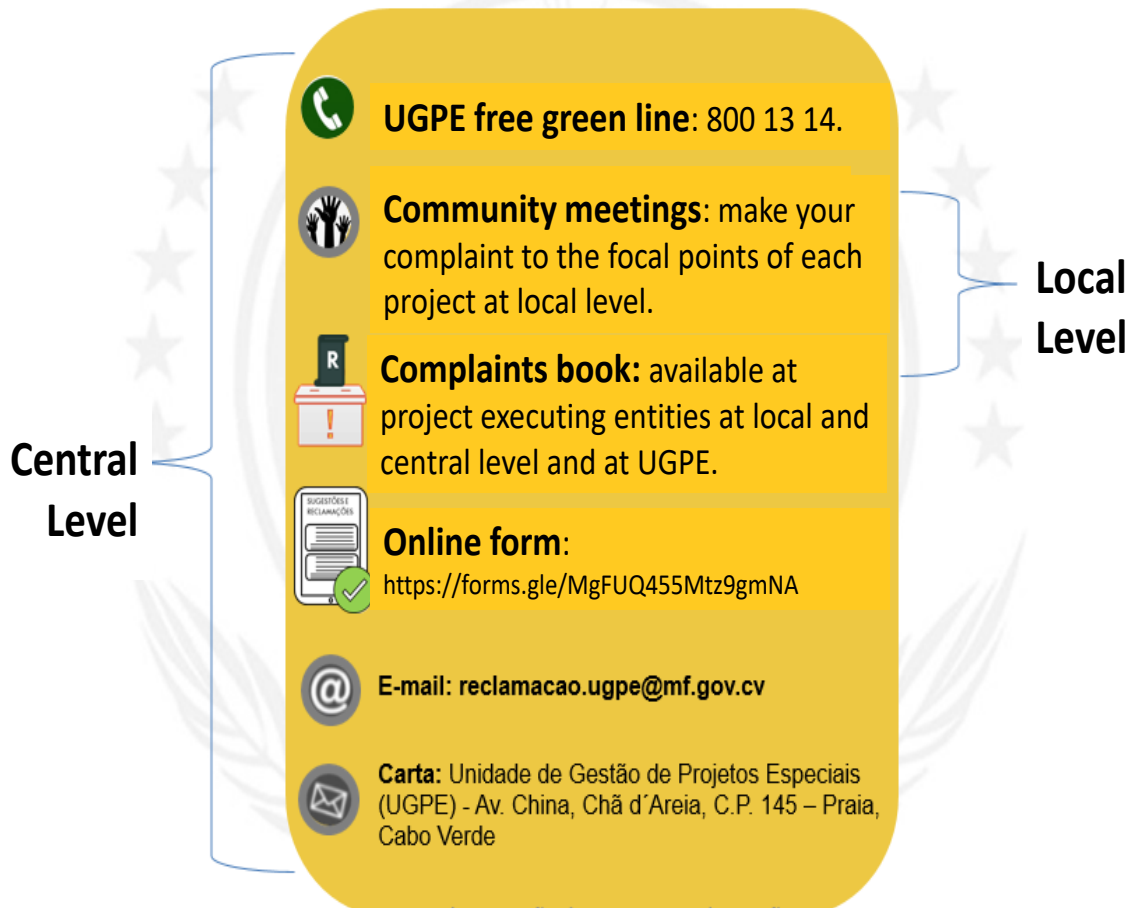 UGPE free green line: 800 13 14.
Community meetings: make your
complaint to the focal points of each
project at local level.
Local
Level
R
Complaints book: available at
project executing entities at local and
central level and at UGPE.
Central
Level
SUGESTÕES E
RECLAMAÇÕES
Online form:
https://forms.gle/MgFUQ455Mtz9gmNA
@
E-mail: reclamacao.ugpe@mf.gov.cv
Carta: Unidade de Gestão de Projetos Especiais
(UGPE) - Av. China, Chã d´Areia, C.P. 145 – Praia,
Cabo Verde